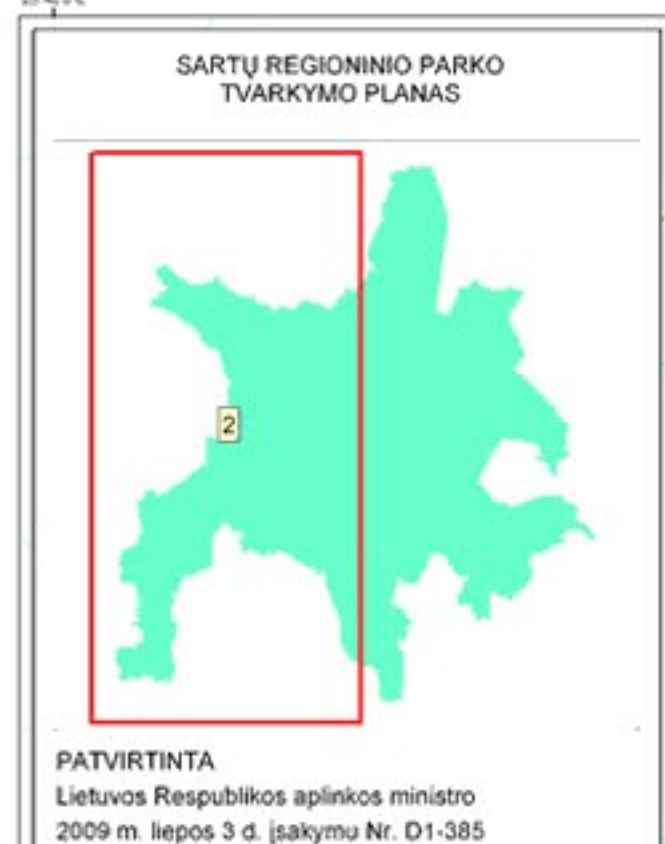 SARTŲ REGIONINIO PARKO
TVARKYMO PLANAS
2
PATVIRTINTA
Lietuvos Respublikos aplinkos ministro
2009 m. liepos 3 d. įsakymu Nr. D1-385